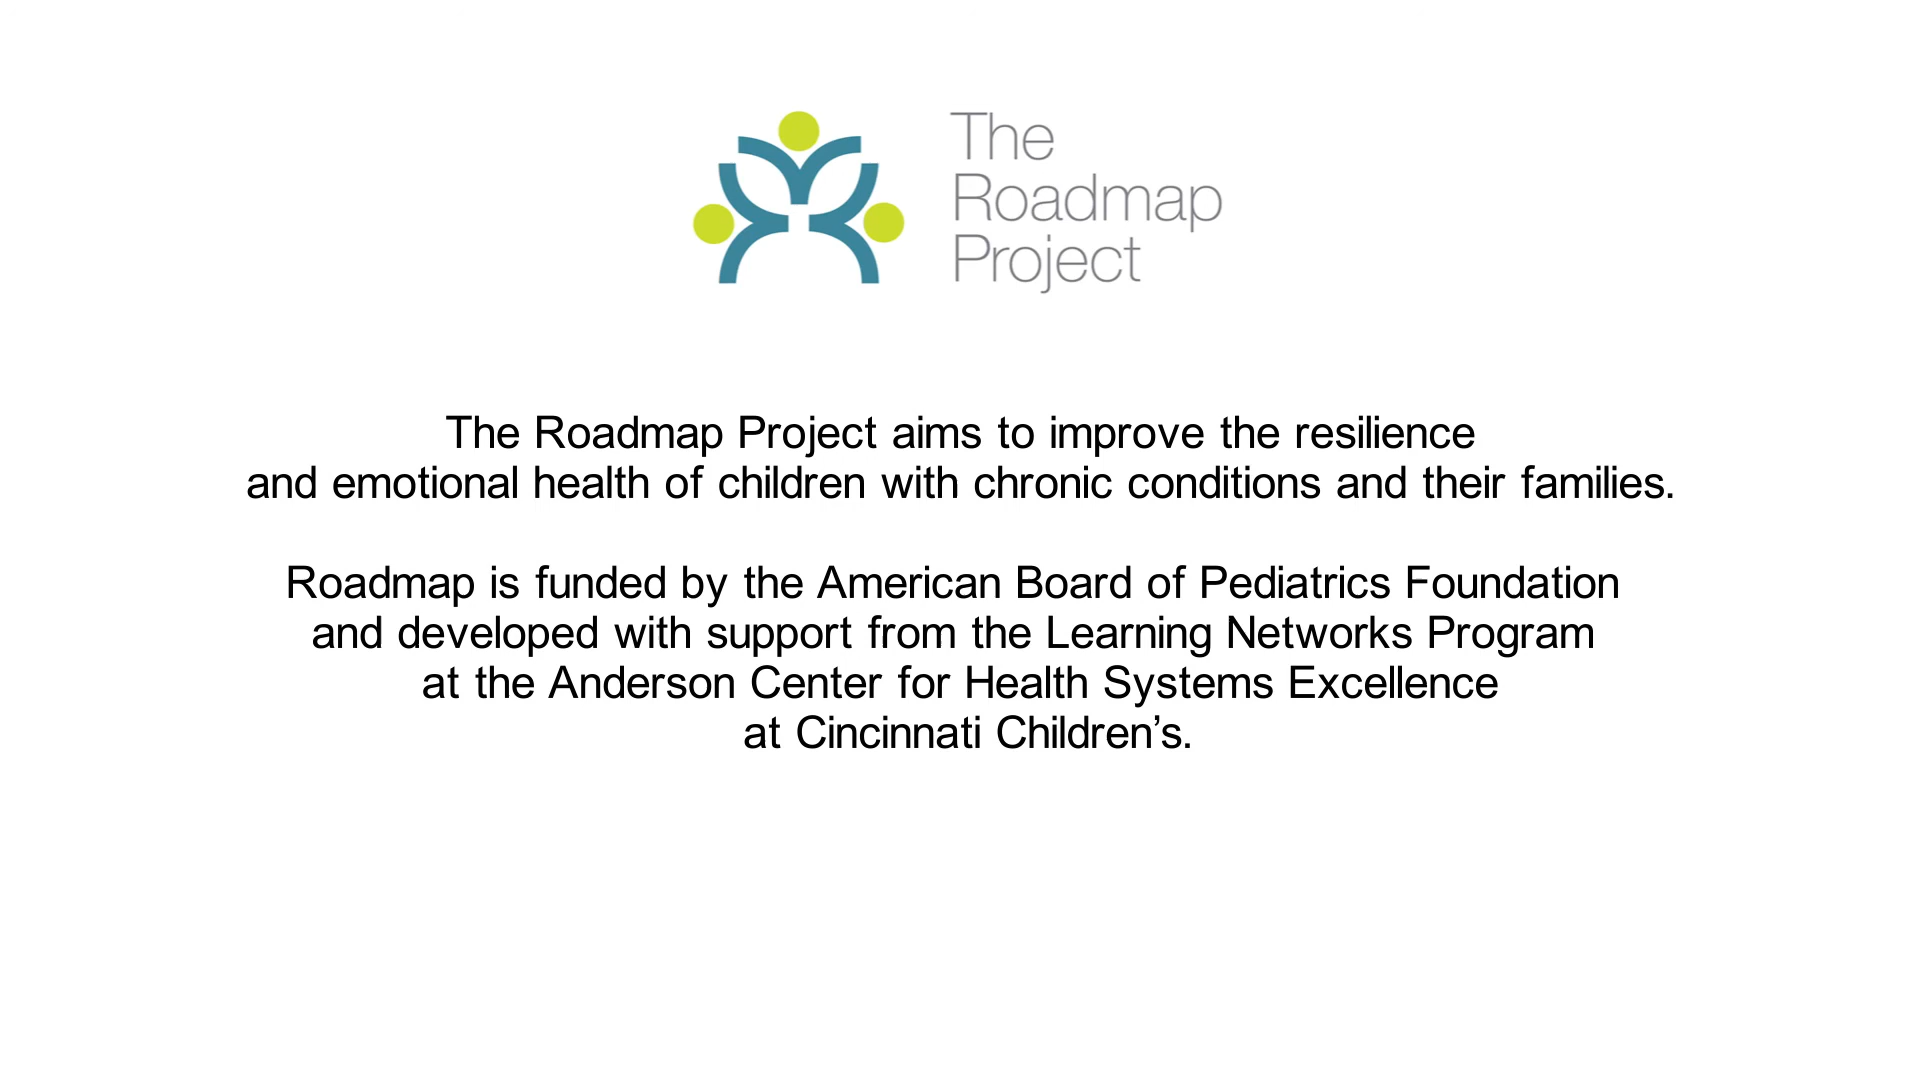 The
Roadmap
Project
The Roadmap Project aims to improve the resilience
and emotional health of children with chronic conditions and their families.
Roadmap is funded by the American Board of Pediatrics Foundation
and developed with support from the Learning Networks Program
at the Anderson Center for Health Systems Excellence
at Cincinnati Children’s.